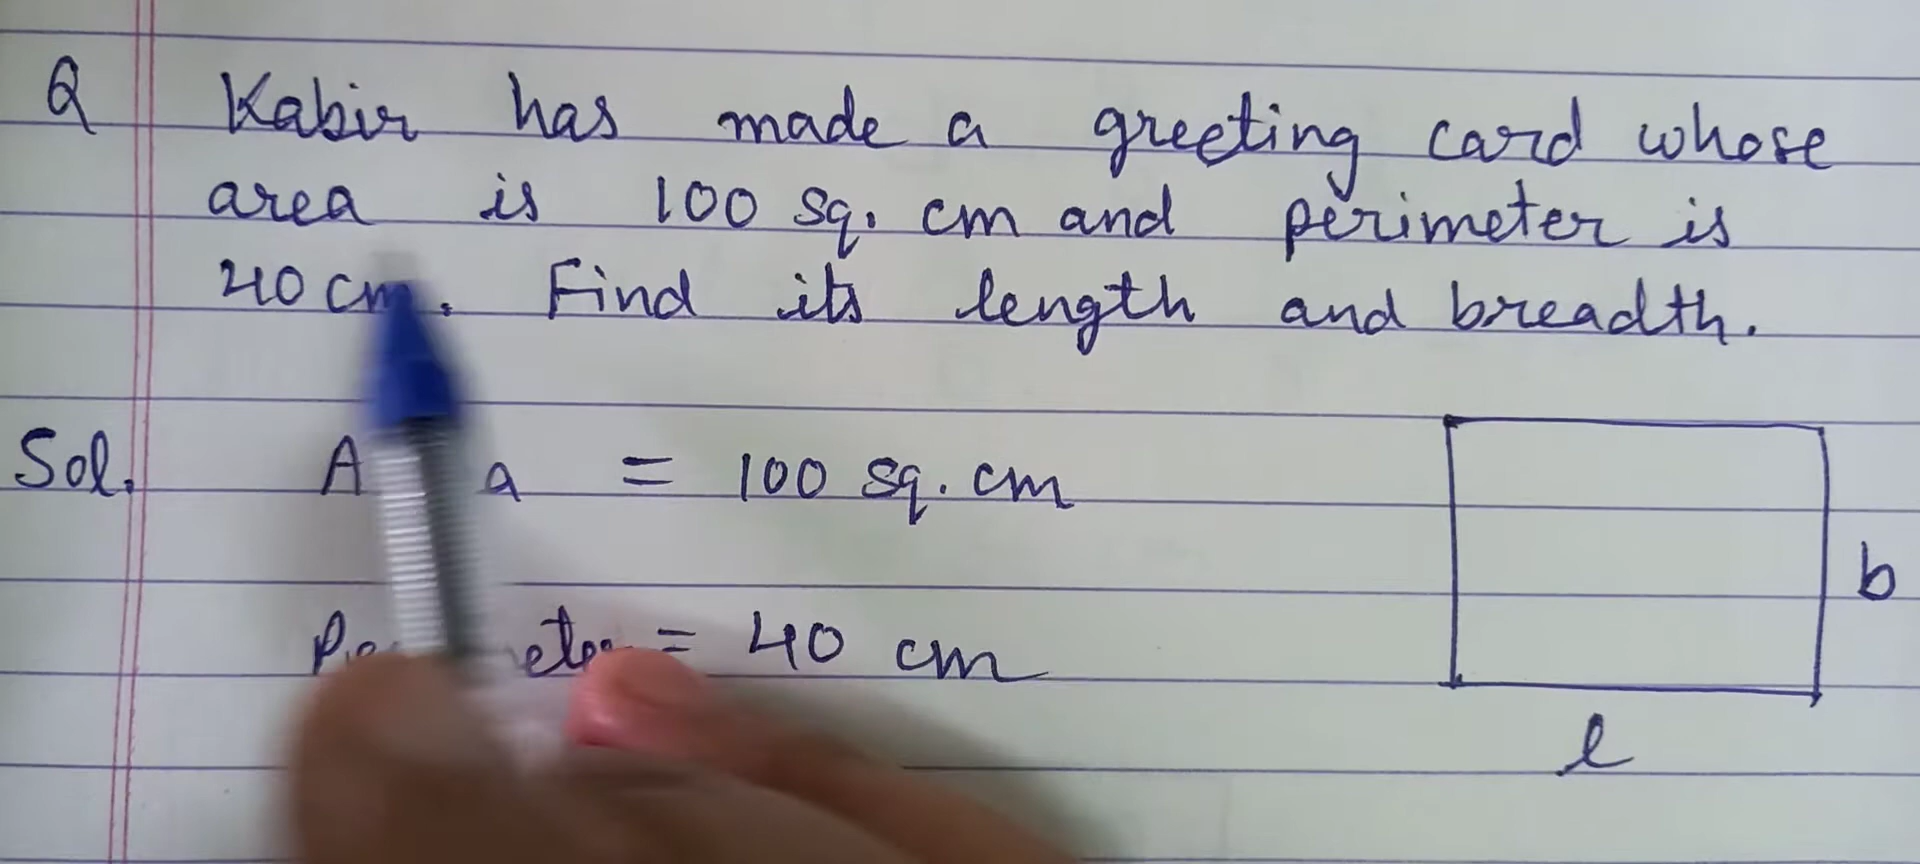 Q Kabir has made a greeting card whose
area is 100 sq. cm and perimeter is
40 cm. Find its length and breadth.
Sol. = 100 sq. cm
= 40 cm
b
l